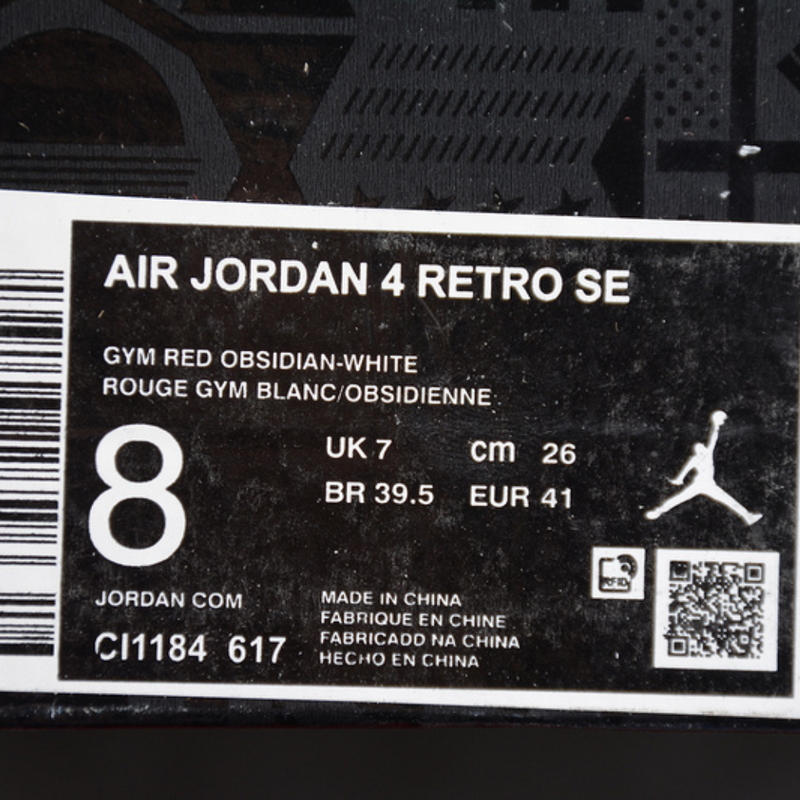 AIR JORDAN 4 RETRO SE
GYM RED OBSIDIAN-WHITE
ROUGE GYM BLANC/OBSIDIENNE
8
UK 7 cm 26
BR 39.5 EUR 41
RFID
JORDAN COM
CI1184 617
MADE IN CHINA
FABRIQUE EN CHINE
FABRICADD NA CHINA
HECHO EN CHINA